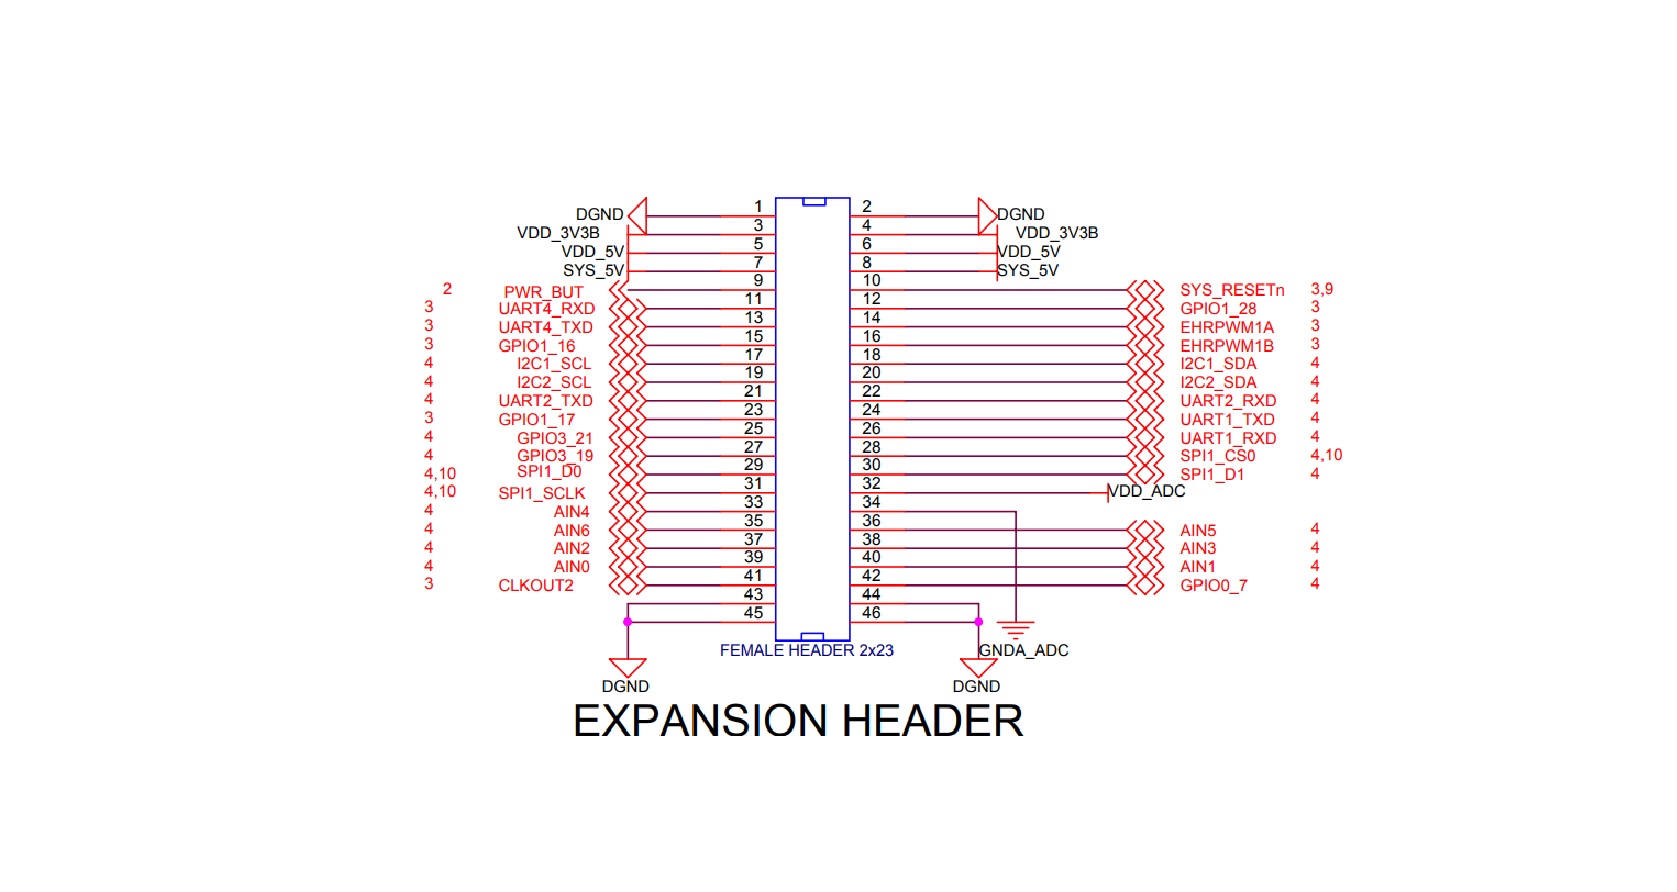 DGND 1 2 DGND
VDD_3V3B 3 4 VDD_3V3B
VDD_5V 5 6 VDD_5V
SYS_5V 7 8 SYS_5V
2 PWR_BUT 9 10 SYS_RESETn 3,9
3 UART4_RXD 11 12 GPIO1_28 3
3 UART4_TXD 13 14 EHRPWM1A 3
3 GPIO1_16 15 16 EHRPWM1B 3
4 I2C1_SCL 17 18 I2C1_SDA 4
4 I2C2_SCL 19 20 I2C2_SDA 4
4 UART2_TXD 21 22 UART2_RXD 4
3 GPIO1_17 23 24 UART1_TXD 4
4 GPIO3_21 25 26 UART1_RXD 4
4 GPIO3_19 27 28 SPI1_CS0 4,10
4,10 SPI1_D0 29 30 SPI1_D1 4
4,10 SPI1_SCLK 31 32 VDD_ADC
4 AIN4 33 34
4 AIN6 35 36 AIN5 4
4 AIN2 37 38 AIN3 4
4 AIN0 39 40 AIN1 4
3 CLKOUT2 41 42 GPIO0_7 4
43 44
45 46
FEMALE HEADER 2x23 GNDA_ADC
DGND DGND
EXPANSION HEADER